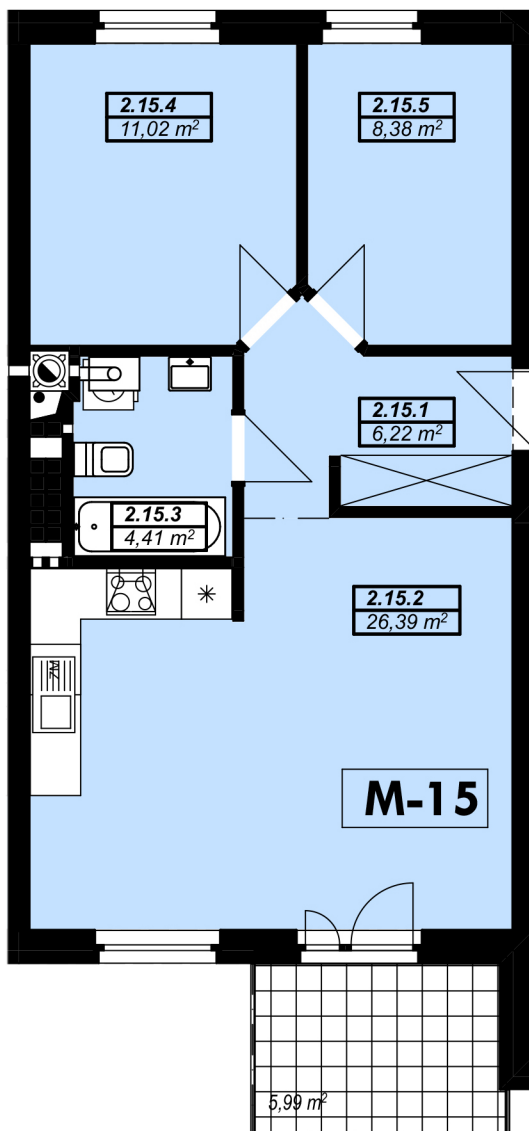 2.15.4
11,02 m²
2.15.5
8,38 m²
2.15.1
6,22 m²
2.15.3
4,41 m²
2.15.2
26,39 m²
ZM
M-15
5,99 m²